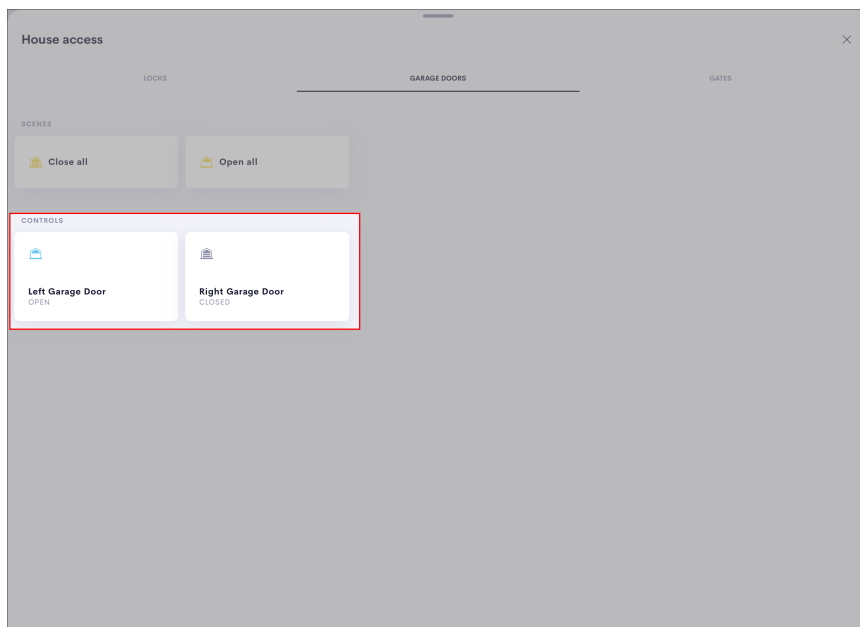 House access
LOCKS
GARAGE DOORS
GATES
SCENES
Close all
Open all
CONTROLS
Left Garage Door
OPEN
Right Garage Door
CLOSED